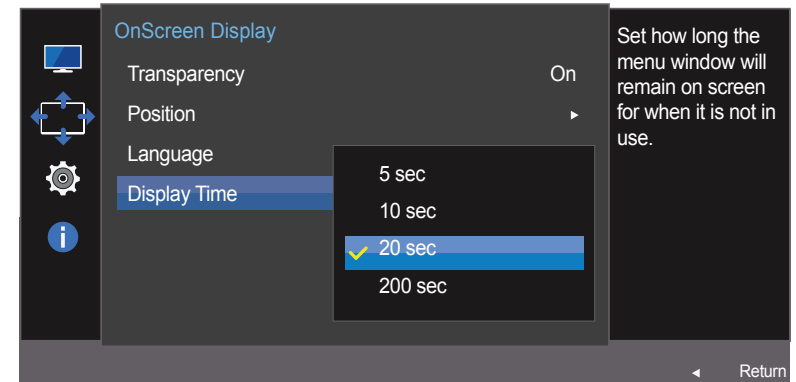 OnScreen Display
Transparency On
Position ▸
Language
Display Time
5 sec
10 sec
20 sec
200 sec
Set how long the
menu window will
remain on screen
for when it is not in
use.
◂ Return